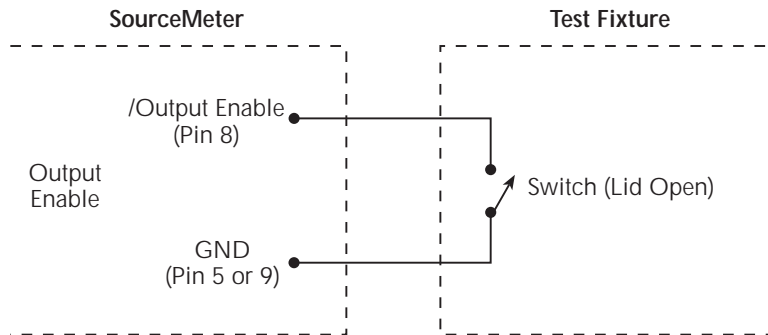 SourceMeter
Test Fixture
/Output Enable
(Pin 8)
Output
Enable
Switch (Lid Open)
GND
(Pin 5 or 9)